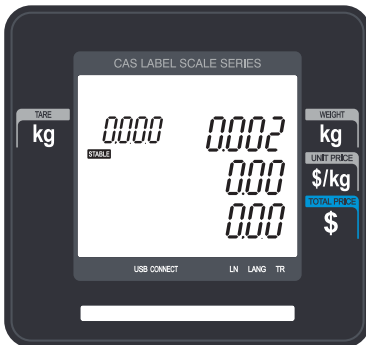 CAS LABEL SCALE SERIES
TARE
kg
0.000
STABLE
0.002
0.00
0.00
WEIGHT
kg
UNIT PRICE
$/kg
TOTAL PRICE
$
USB CONNECT LN LANG TR